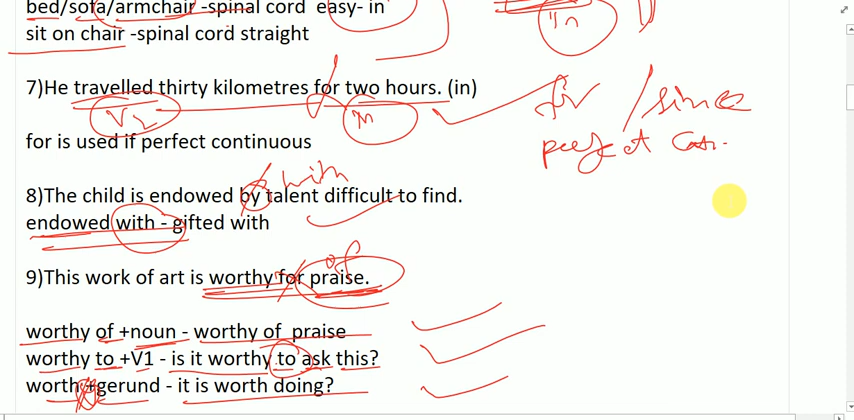 bed/sofa/armchair -spinal cord  easy- in
In
sit on chair -spinal cord straight
7)He travelled thirty kilometres for two hours. (in)
V2
in
for / since
perfect Con.
for is used if perfect continuous
with
8)The child is endowed by talent difficult to find.
endowed with - gifted with
of
9)This work of art is worthy for praise.
worthy of +noun - worthy of  praise
worthy to +V1 - is it worthy to ask this?
worth +gerund - it is worth doing?